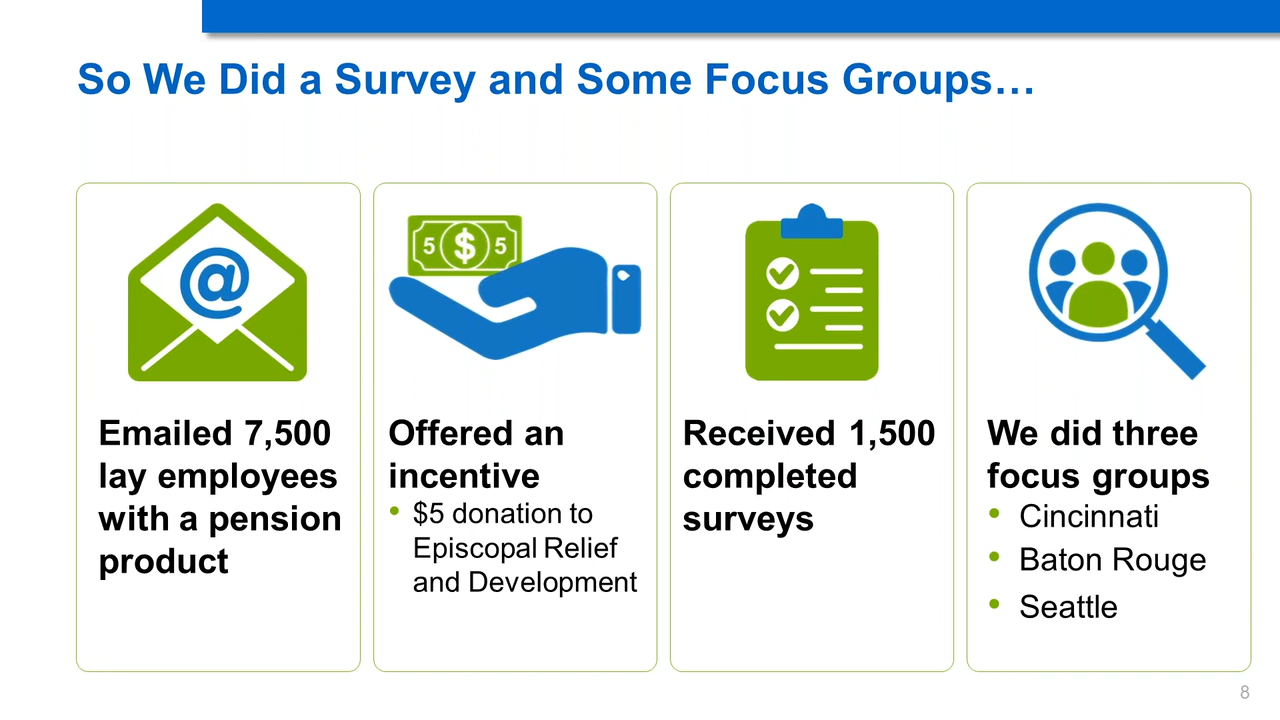 So We Did a Survey and Some Focus Groups…
@
5 $ 5
Emailed 7,500
lay employees
with a pension
product
Offered an
incentive
• $5 donation to
Episcopal Relief
and Development
Received 1,500
completed
surveys
We did three
focus groups
• Cincinnati
• Baton Rouge
• Seattle
8